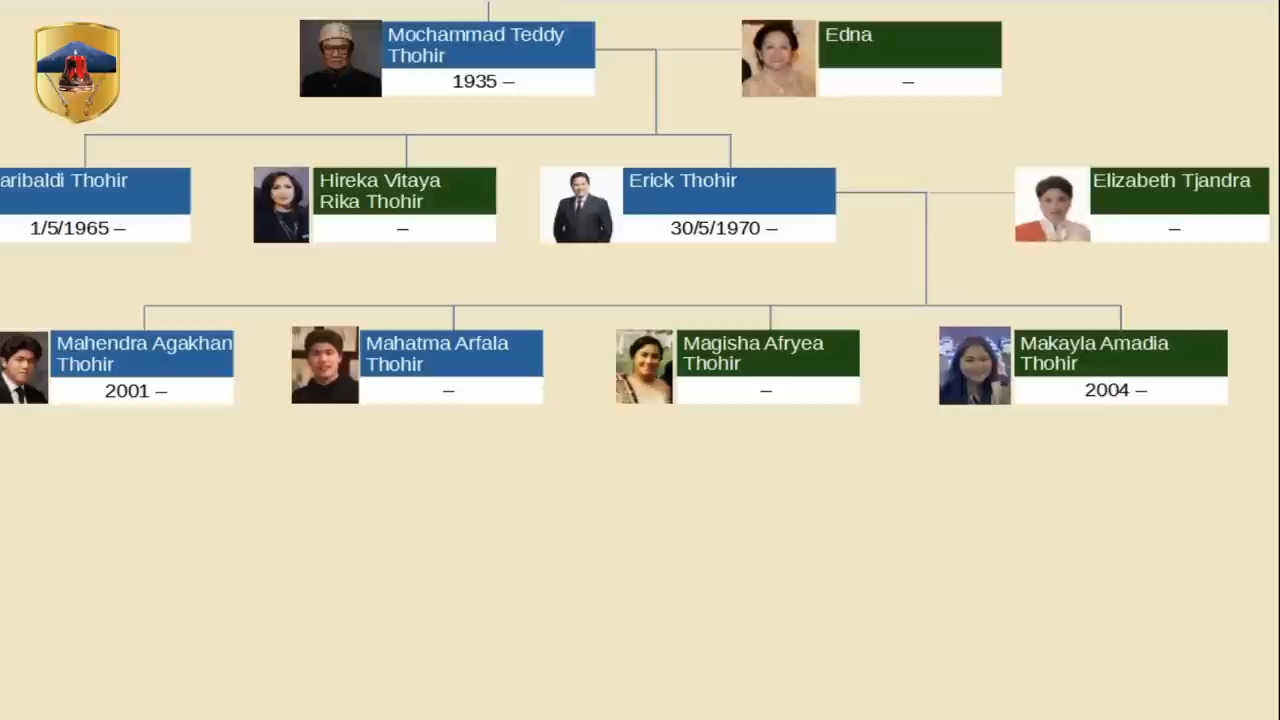 Mochammad Teddy
Thohir
1935 –
Edna
–
aribaldi Thohir
1/5/1965 –
Hireka Vitaya
Rika Thohir
–
Erick Thohir
30/5/1970 –
Elizabeth Tjandra
–
Mahendra Agakhan
Thohir
2001 –
Mahatma Arfala
Thohir
–
Magisha Afryea
Thohir
–
Makayla Amadia
Thohir
2004 –